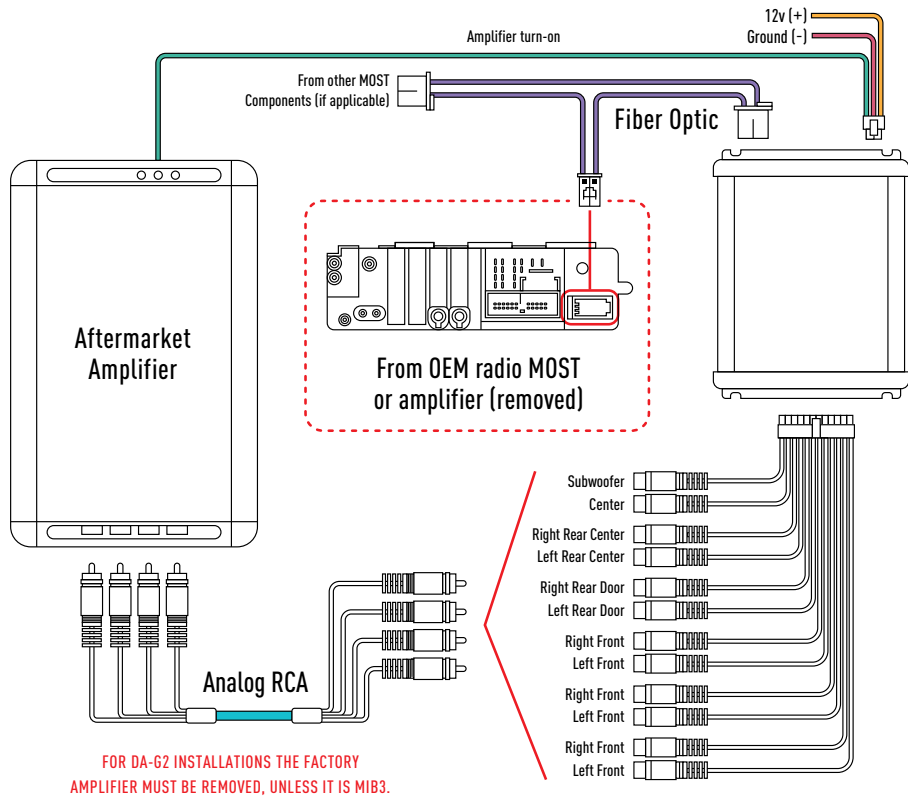 12v (+)
Ground (-)
Amplifier turn-on
From other MOST
Components (if applicable)
Fiber Optic
Aftermarket
Amplifier
From OEM radio MOST
or amplifier (removed)
Subwoofer
Center
Right Rear Center
Left Rear Center
Right Rear Door
Left Rear Door
Right Front
Left Front
Right Front
Left Front
Right Front
Left Front
Analog RCA
FOR DA-G2 INSTALLATIONS THE FACTORY
AMPLIFIER MUST BE REMOVED, UNLESS IT IS MIB3.